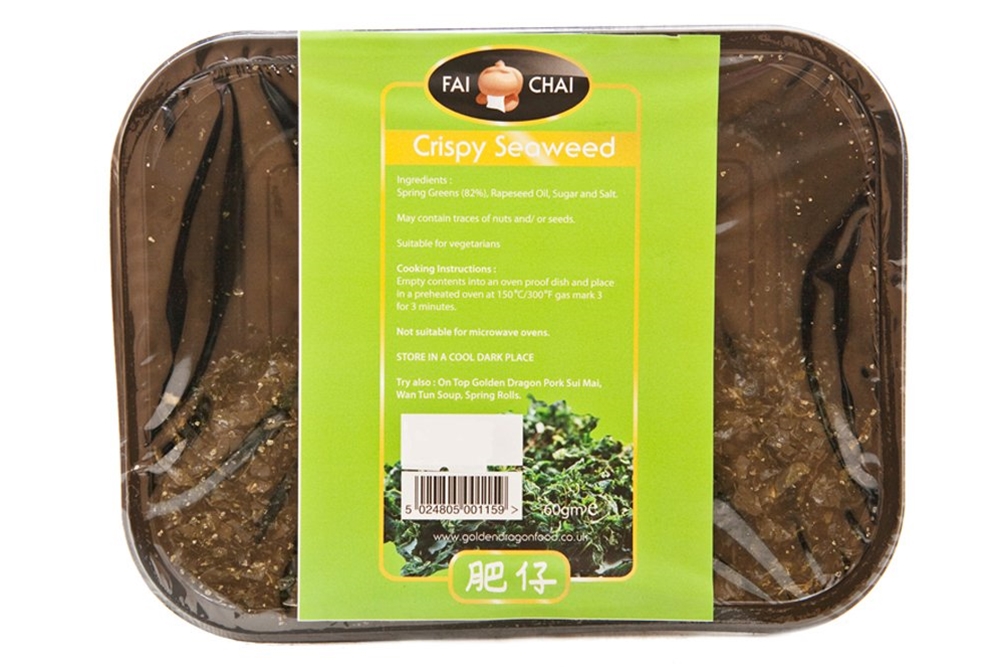 FAI CHAI
Crispy Seaweed
Ingredients :
Spring Greens (82%), Rapeseed Oil, Sugar and Salt.
May contain traces of nuts and/ or seeds.
Suitable for vegetarians
Cooking Instructions :
Empty contents into an oven proof dish and place
in a preheated oven at 150°C/300°F gas mark 3
for 3 minutes.
Not suitable for microwave ovens.
STORE IN A COOL DARK PLACE
Try also : On Top Golden Dragon Pork Sui Mai,
Wan Tun Soup, Spring Rolls.
5 024805 001159 >
60gm ℮
www.goldendragonfood.co.uk
肥仔